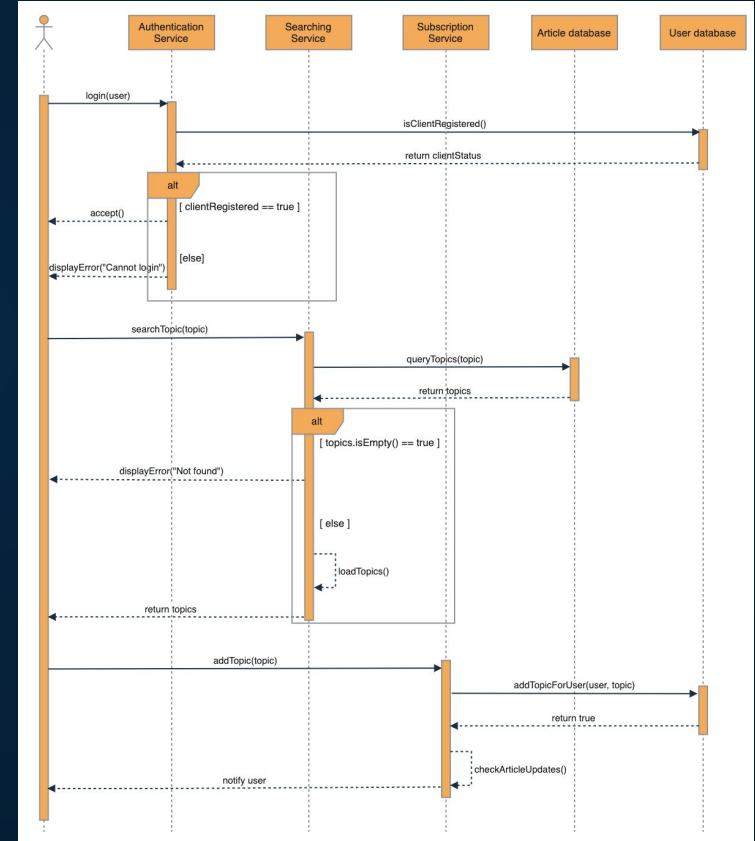 Authentication
Service
Searching
Service
Subscription
Service
Article database
User database
login(user)
isClientRegistered()
return clientStatus
alt
[ clientRegistered == true ]
accept()
[else]
displayError("Cannot login")
searchTopic(topic)
queryTopics(topic)
return topics
alt
[ topics.isEmpty() == true ]
displayError("Not found")
[ else ]
loadTopics()
return topics
addTopic(topic)
addTopicForUser(user, topic)
return true
checkArticleUpdates()
notify user